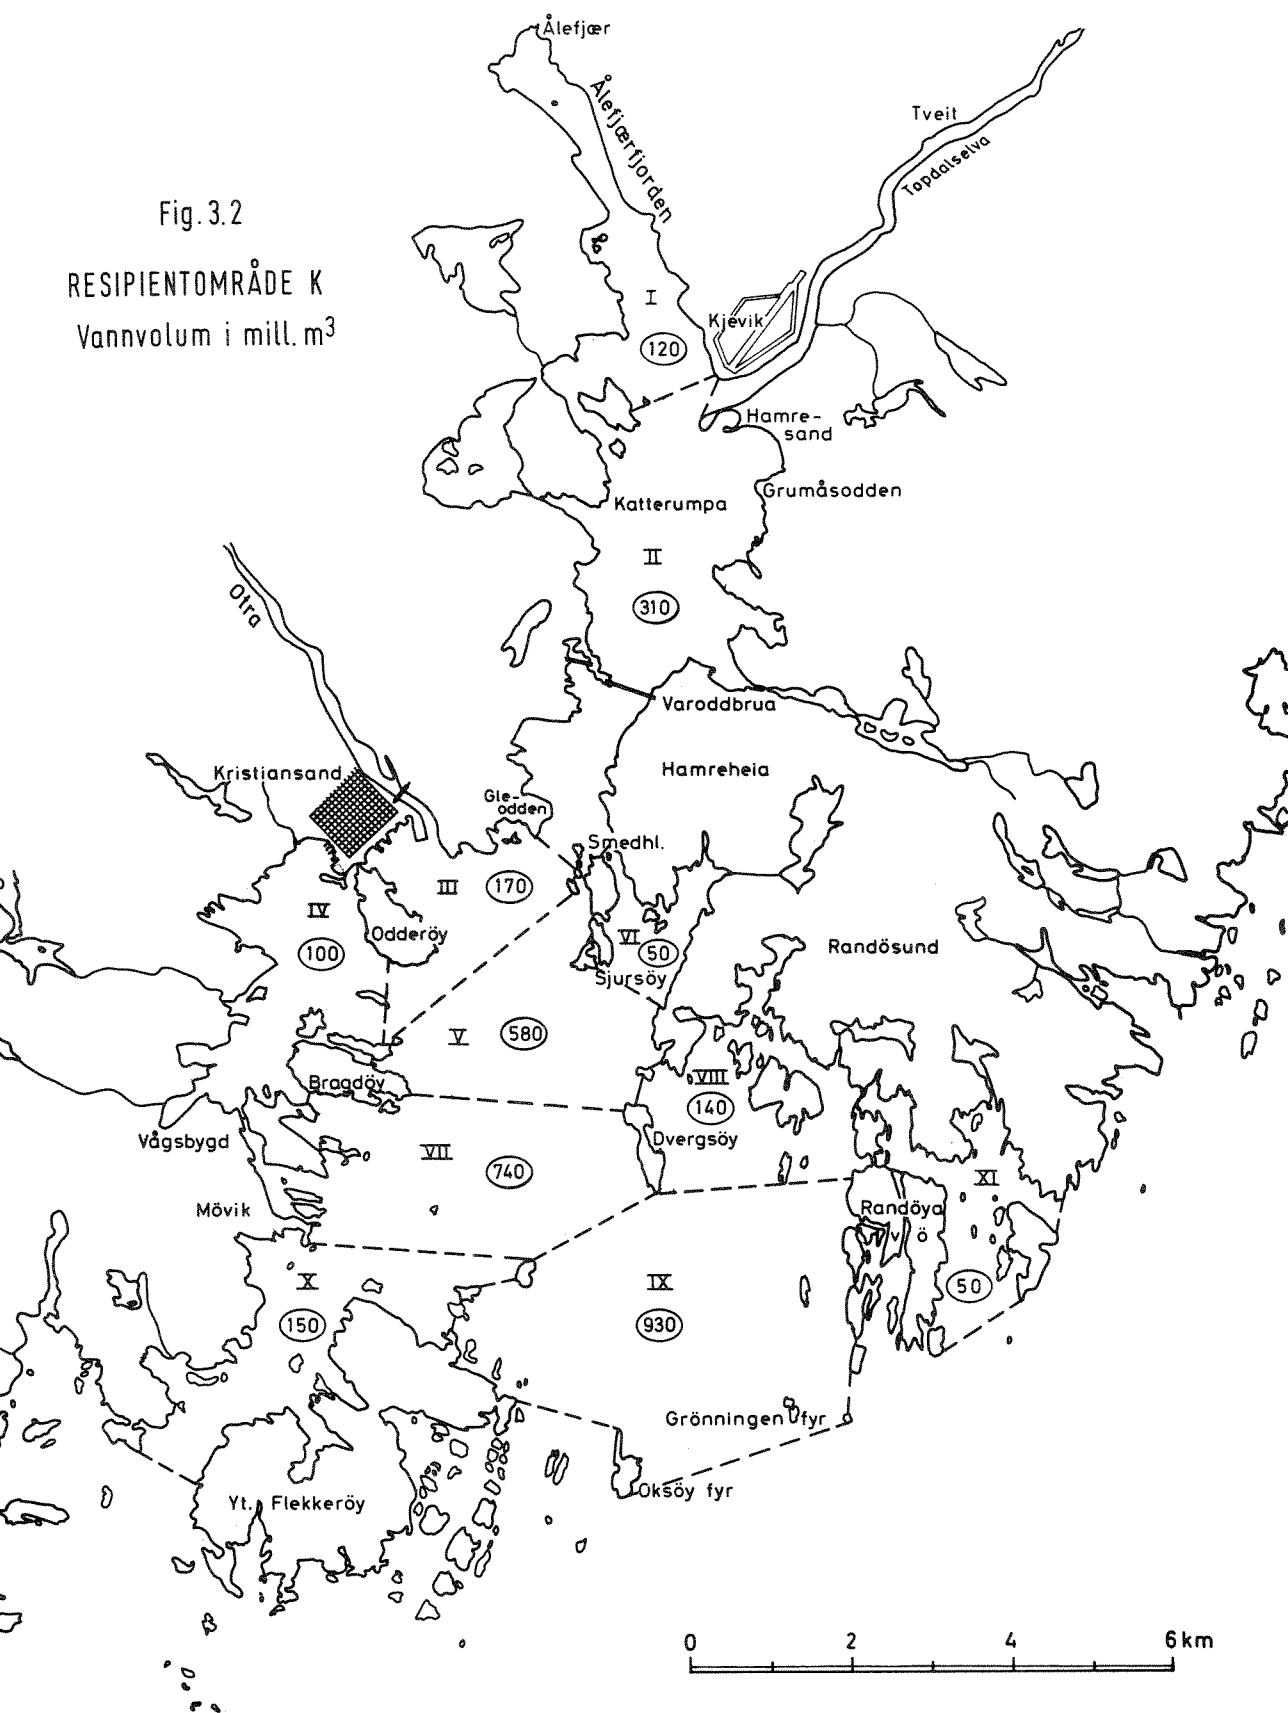 Ålefjær
Ålefjærfjorden
Tveit
Topdalselva
Fig. 3.2
RESIPIENTOMRÅDE K
Vannvolum i mill. m³
I
Kjevik
120
Hamre-
sand
Grumåsodden
Katterumpa
II
310
Otra
Varoddbrua
Hamreheia
Kristiansand
Gle-
odden
Smedhl.
III
170
IV
100
Odderöy
VI
50
Sjursöy
Randösund
V
580
Bragdöy
VIII
140
Vågsbygd
Dvergsöy
VII
740
XI
Mövik
Randöya
v ö
50
X
150
IX
930
Grönningen fyr
Oksöy fyr
Yt. Flekkeröy
0 2 4 6 km